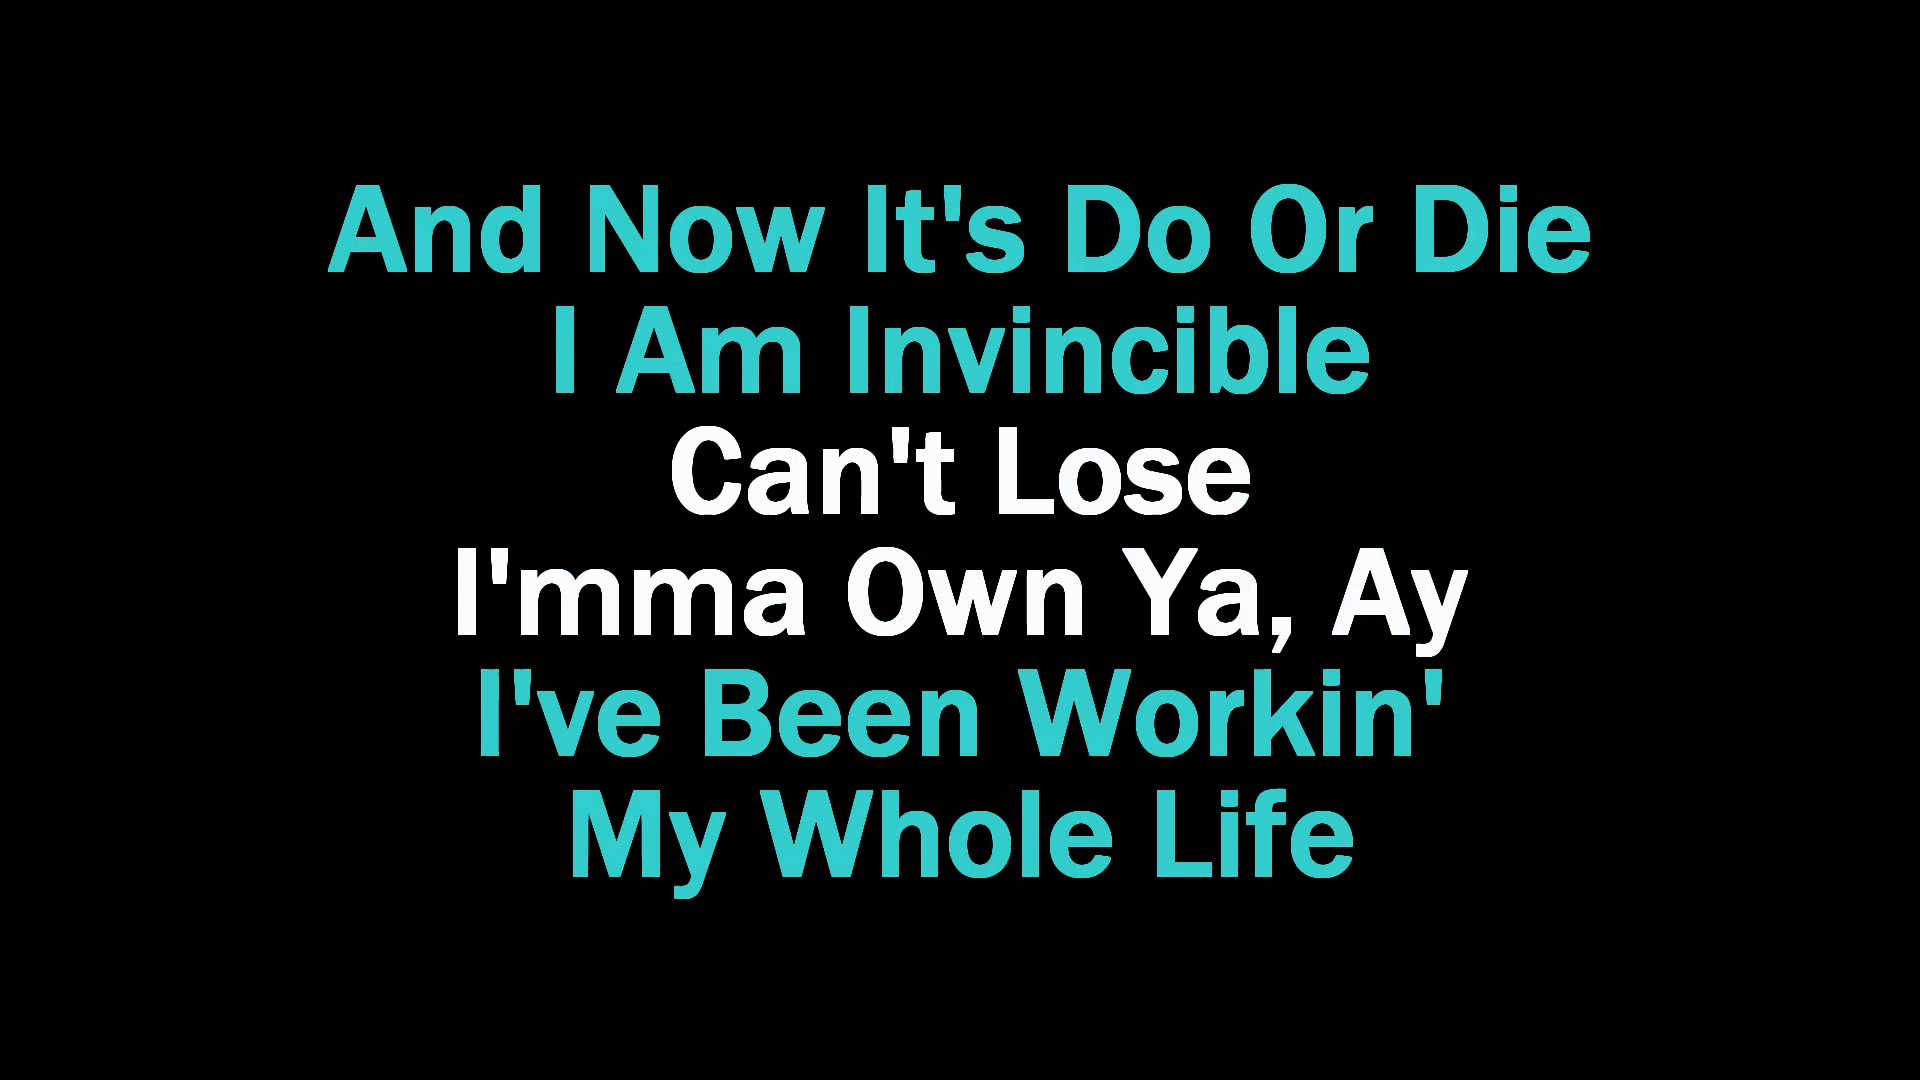 And Now It's Do Or Die
I Am Invincible
Can't Lose
I'mma Own Ya, Ay
I've Been Workin'
My Whole Life